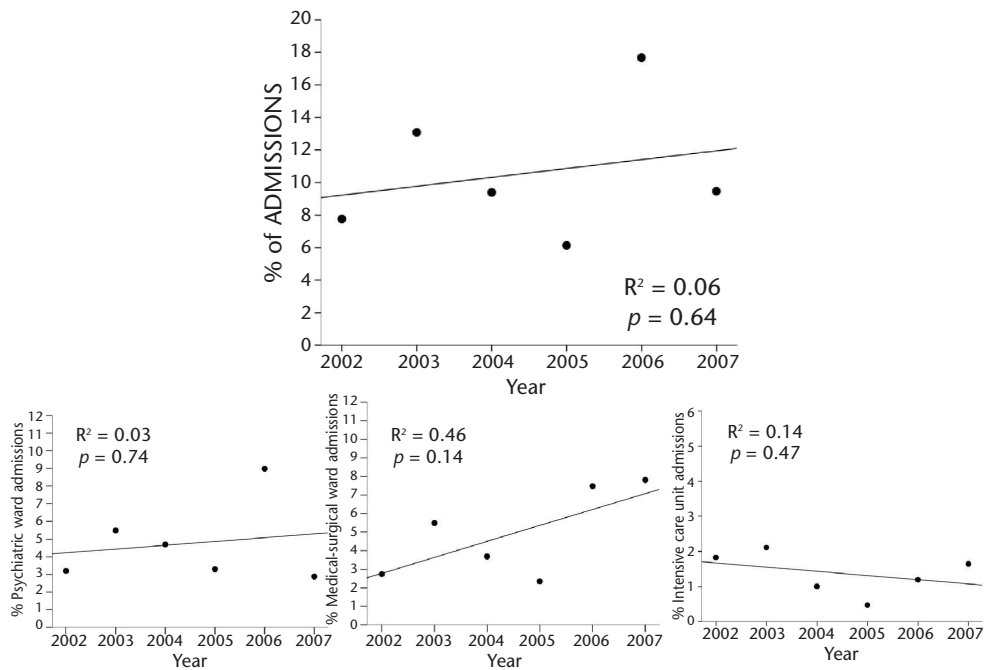 % of ADMISSIONS
20
18
16
14
12
10
8
6
4
2
0
R² = 0.06
p = 0.64
2002 2003 2004 2005 2006 2007
Year
% Psychiatric ward admissions
12
11
10
9
8
7
6
5
4
3
2
1
0
R² = 0.03
p = 0.74
2002 2003 2004 2005 2006 2007
Year
% Medical-surgical ward admissions
12
11
10
9
8
7
6
5
4
3
2
1
0
R² = 0.46
p = 0.14
2002 2003 2004 2005 2006 2007
Year
% Intensive care unit admissions
6
5
4
3
2
1
0
R² = 0.14
p = 0.47
2002 2003 2004 2005 2006 2007
Year